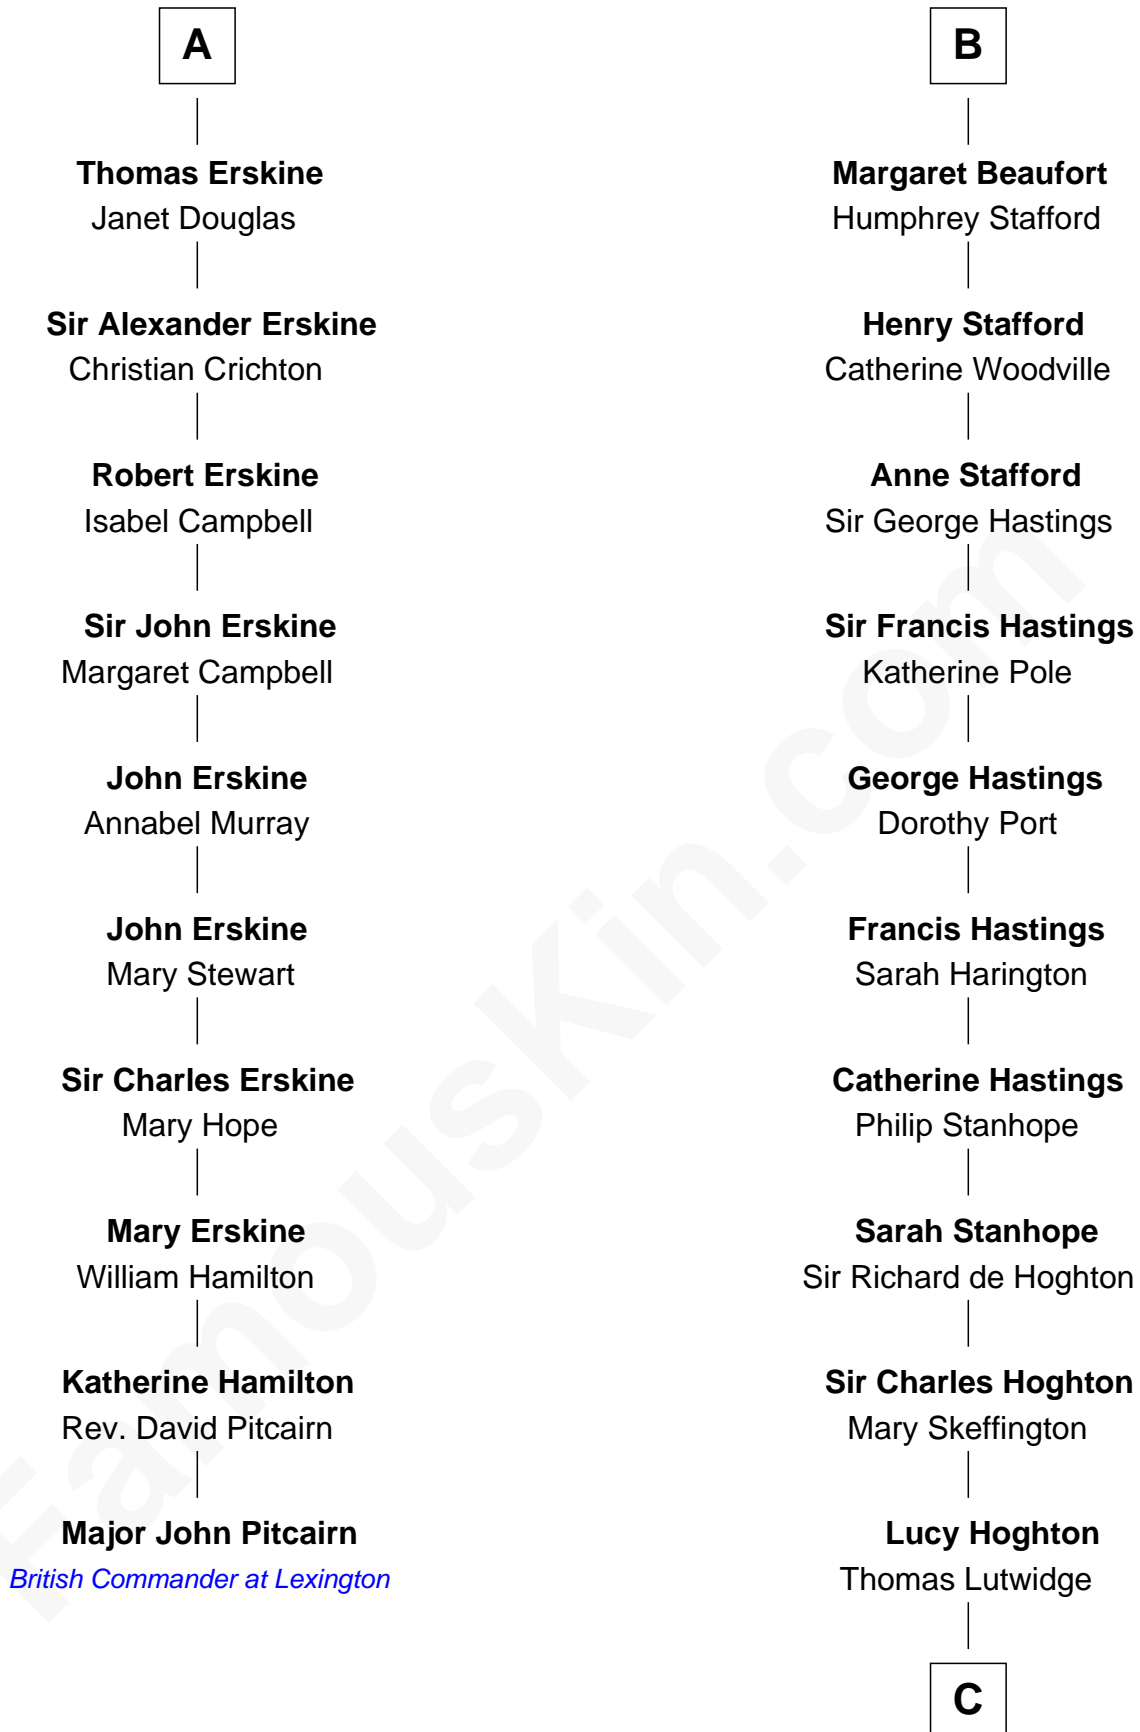 A
Thomas Erskine
Janet Douglas
Sir Alexander Erskine
Christian Crichton
Robert Erskine
Isabel Campbell
Sir John Erskine
Margaret Campbell
John Erskine
Annabel Murray
John Erskine
Mary Stewart
Sir Charles Erskine
Mary Hope
Mary Erskine
William Hamilton
Katherine Hamilton
Rev. David Pitcairn
Major John Pitcairn
British Commander at Lexington
B
Margaret Beaufort
Humphrey Stafford
Henry Stafford
Catherine Woodville
Anne Stafford
Sir George Hastings
Sir Francis Hastings
Katherine Pole
George Hastings
Dorothy Port
Francis Hastings
Sarah Harington
Catherine Hastings
Philip Stanhope
Sarah Stanhope
Sir Richard de Hoghton
Sir Charles Hoghton
Mary Skeffington
Lucy Hoghton
Thomas Lutwidge
C
FamousKin.com